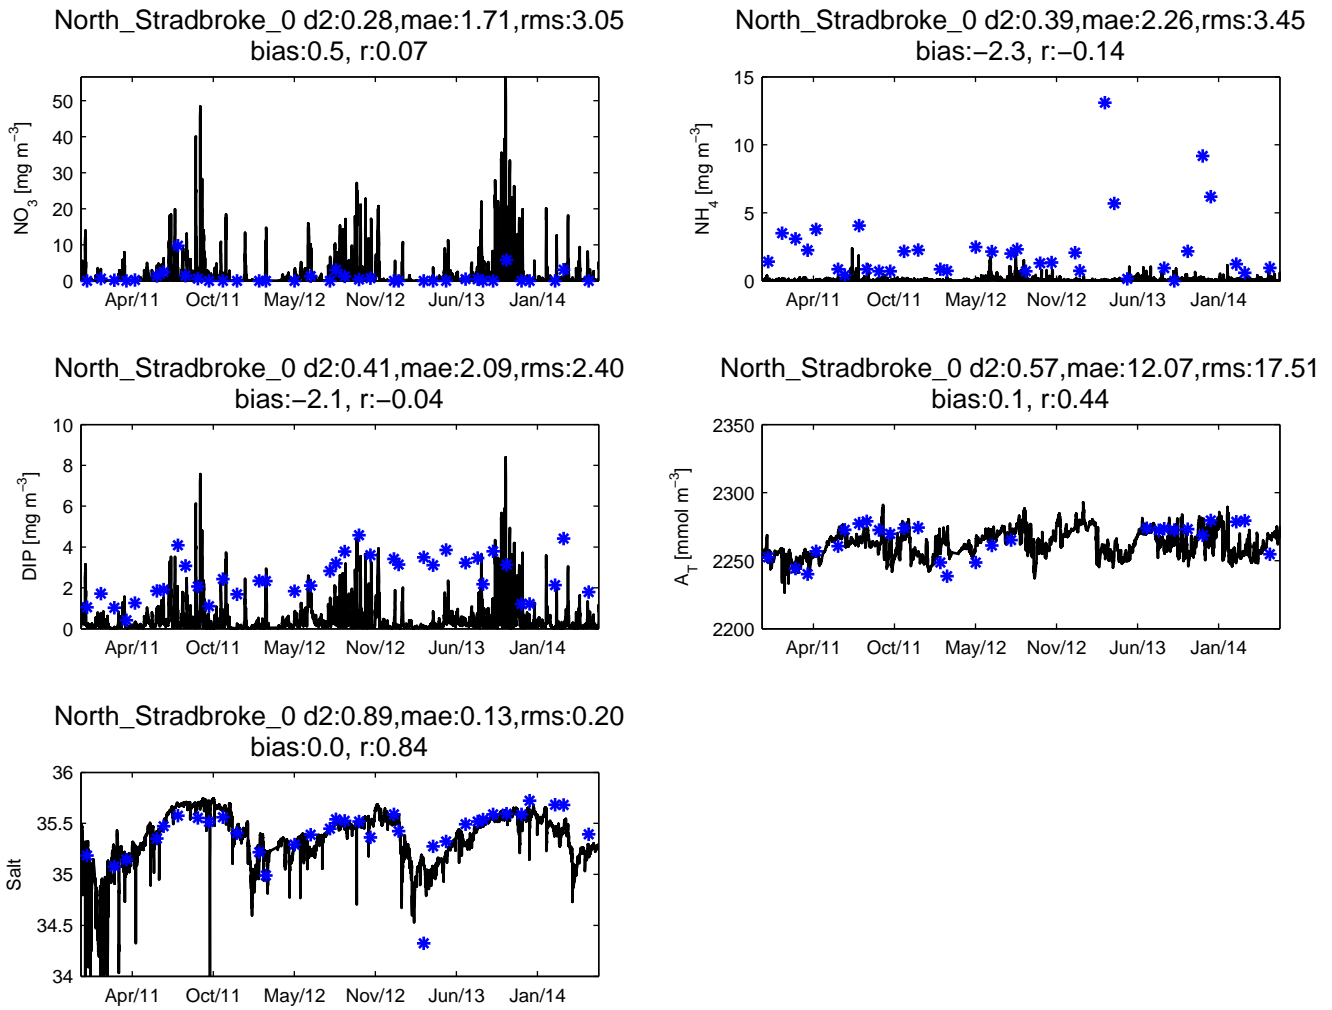 North_Stradbroke_0 d2:0.28,mae:1.71,rms:3.05
bias:0.5, r:0.07
NO3 [mg m−3]
50
40
30
20
10
0
Apr/11 Oct/11 May/12 Nov/12 Jun/13 Jan/14
North_Stradbroke_0 d2:0.39,mae:2.26,rms:3.45
bias:−2.3, r:−0.14
NH4 [mg m−3]
15
10
5
0
Apr/11 Oct/11 May/12 Nov/12 Jun/13 Jan/14
North_Stradbroke_0 d2:0.41,mae:2.09,rms:2.40
bias:−2.1, r:−0.04
DIP [mg m−3]
10
8
6
4
2
0
Apr/11 Oct/11 May/12 Nov/12 Jun/13 Jan/14
North_Stradbroke_0 d2:0.57,mae:12.07,rms:17.51
bias:0.1, r:0.44
AT [mmol m−3]
2350
2300
2250
2200
Apr/11 Oct/11 May/12 Nov/12 Jun/13 Jan/14
North_Stradbroke_0 d2:0.89,mae:0.13,rms:0.20
bias:0.0, r:0.84
Salt
36
35.5
35
34.5
34
Apr/11 Oct/11 May/12 Nov/12 Jun/13 Jan/14